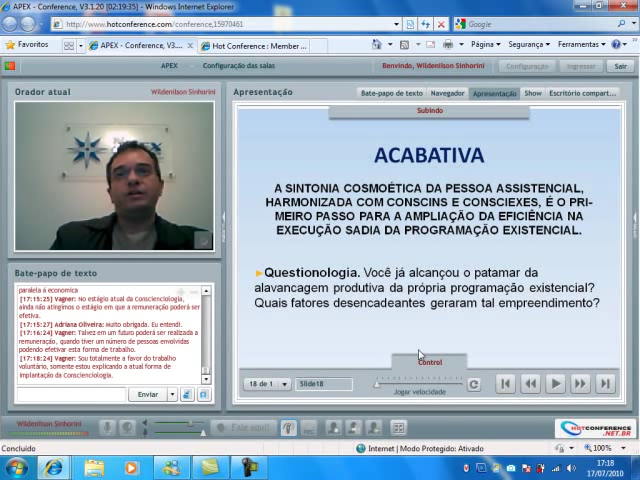 APEX - Conference, V3.1.20 [02:19:35] - Windows Internet Explorer
http://www.hotconference.com/conference,15970461
Google
Favoritos
APEX - Conference, V3....
Hot Conference : Member ...
Página
Segurança
Ferramentas
APEX
Configuração das salas
Benvindo, Wildenilson Sinhorini
Configuração
Ingressar
Sair
Orador atual
Wildenilson Sinhorini
Apresentação
Bate-papo de texto
Navegador
Apresentação
Show
Escritório compart...
Subindo
ACABATIVA
A SINTONIA COSMOÉTICA DA PESSOA ASSISTENCIAL,
HARMONIZADA COM CONSCINS E CONSCIEXES, É O PRI-
MEIRO PASSO PARA A AMPLIAÇÃO DA EFICIÊNCIA NA
EXECUÇÃO SADIA DA PROGRAMAÇÃO EXISTENCIAL.
Questionologia. Você já alcançou o patamar da
alavancagem produtiva da própria programação existencial?
Quais fatores desencadeantes geraram tal empreendimento?
Bate-papo de texto
paralela à economica
[17:15:25] Vagner: No estágio atual da Conscienciologia,
ainda não atingimos o estágio em que a remuneração poderá ser
efetiva.
[17:15:27] Adriana Oliveira: Muito obrigada. Eu entendi.
[17:16:24] Vagner: Talvez em um futuro poderá ser realizada a
remuneração, quando tiver um número de pessoas envolvidas
podendo efetivar esta forma de trabalho.
[17:18:24] Vagner: Sou totalmente a favor do trabalho
voluntário, somente estou explicando a atual forma de
implantação da Conscienciologia.
Enviar
Control
18 de 1
Slide18
Jogar velocidade
Wildenilson Sinhorini
Fale aqui!
REC
HOTCONFERENCE
.NET.BR
Concluído
Internet | Modo Protegido: Ativado
100%
17:18
17/07/2010